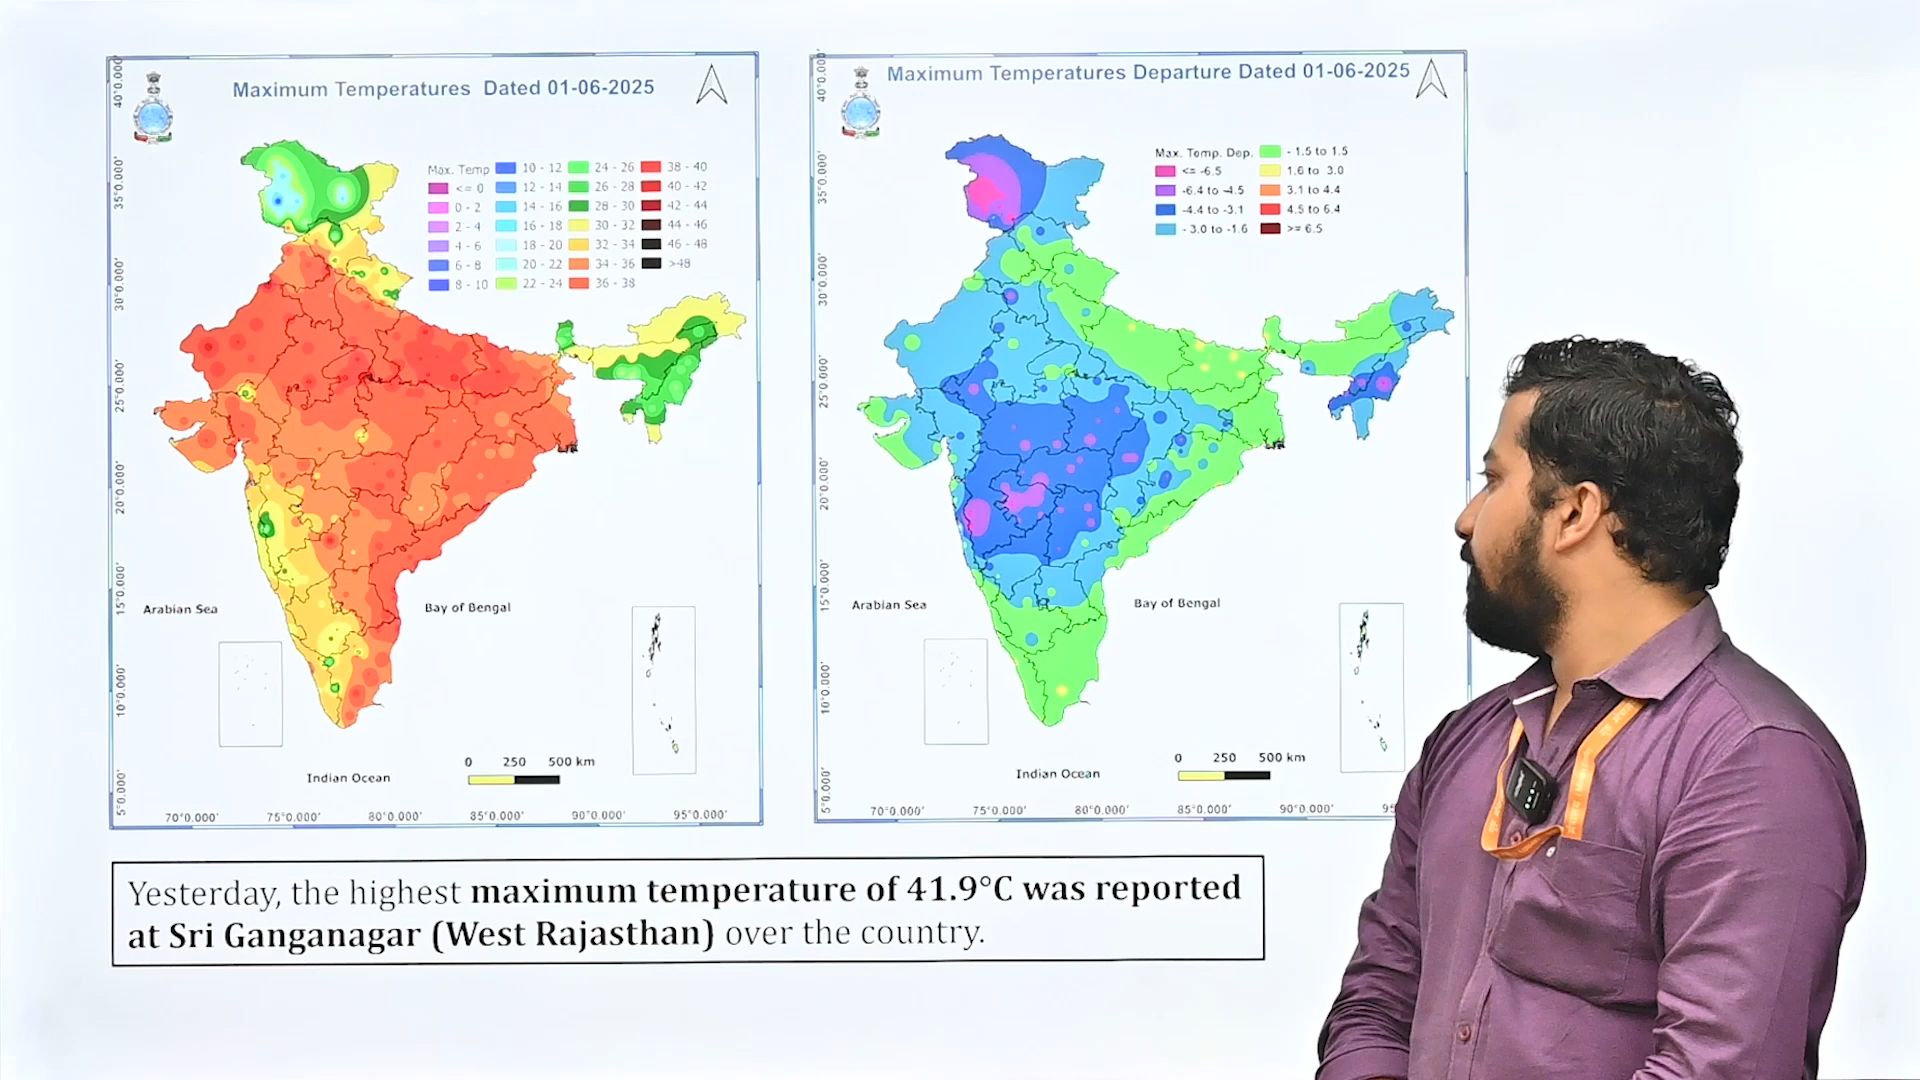 Maximum Temperatures Dated 01-06-2025
40°0.000'
35°0.000'
30°0.000'
25°0.000'
20°0.000'
15°0.000'
10°0.000'
5°0.000'
Max. Temp
<= 0
0 - 2
2 - 4
4 - 6
6 - 8
8 - 10
10 - 12
12 - 14
14 - 16
16 - 18
18 - 20
20 - 22
22 - 24
24 - 26
26 - 28
28 - 30
30 - 32
32 - 34
34 - 36
36 - 38
38 - 40
40 - 42
42 - 44
44 - 46
46 - 48
>48
Arabian Sea
Bay of Bengal
Indian Ocean
0 250 500 km
70°0.000' 75°0.000' 80°0.000' 85°0.000' 90°0.000' 95°0.000'
Maximum Temperatures Departure Dated 01-06-2025
40°0.000'
35°0.000'
30°0.000'
25°0.000'
20°0.000'
15°0.000'
10°0.000'
5°0.000'
Max. Temp. Dep.
<= -6.5
-6.4 to -4.5
-4.4 to -3.1
- 3.0 to -1.6
- 1.5 to 1.5
1.6 to 3.0
3.1 to 4.4
4.5 to 6.4
>= 6.5
Arabian Sea
Bay of Bengal
Indian Ocean
0 250 500 km
70°0.000' 75°0.000' 80°0.000' 85°0.000' 90°0.000' 95
Yesterday, the highest maximum temperature of 41.9°C was reported
at Sri Ganganagar (West Rajasthan) over the country.